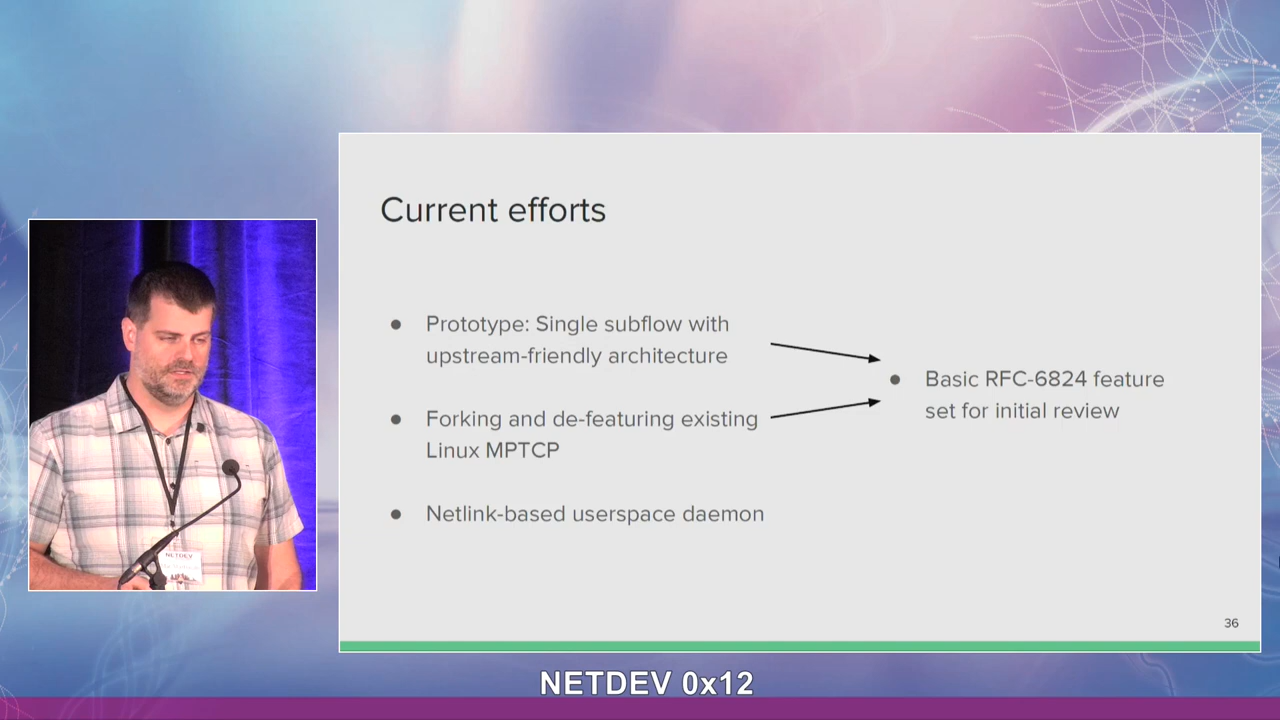 Current efforts
● Prototype: Single subflow with
upstream-friendly architecture
● Forking and de-featuring existing
Linux MPTCP
● Netlink-based userspace daemon
● Basic RFC-6824 feature
set for initial review
36
NETDEV
NETDEV 0x12